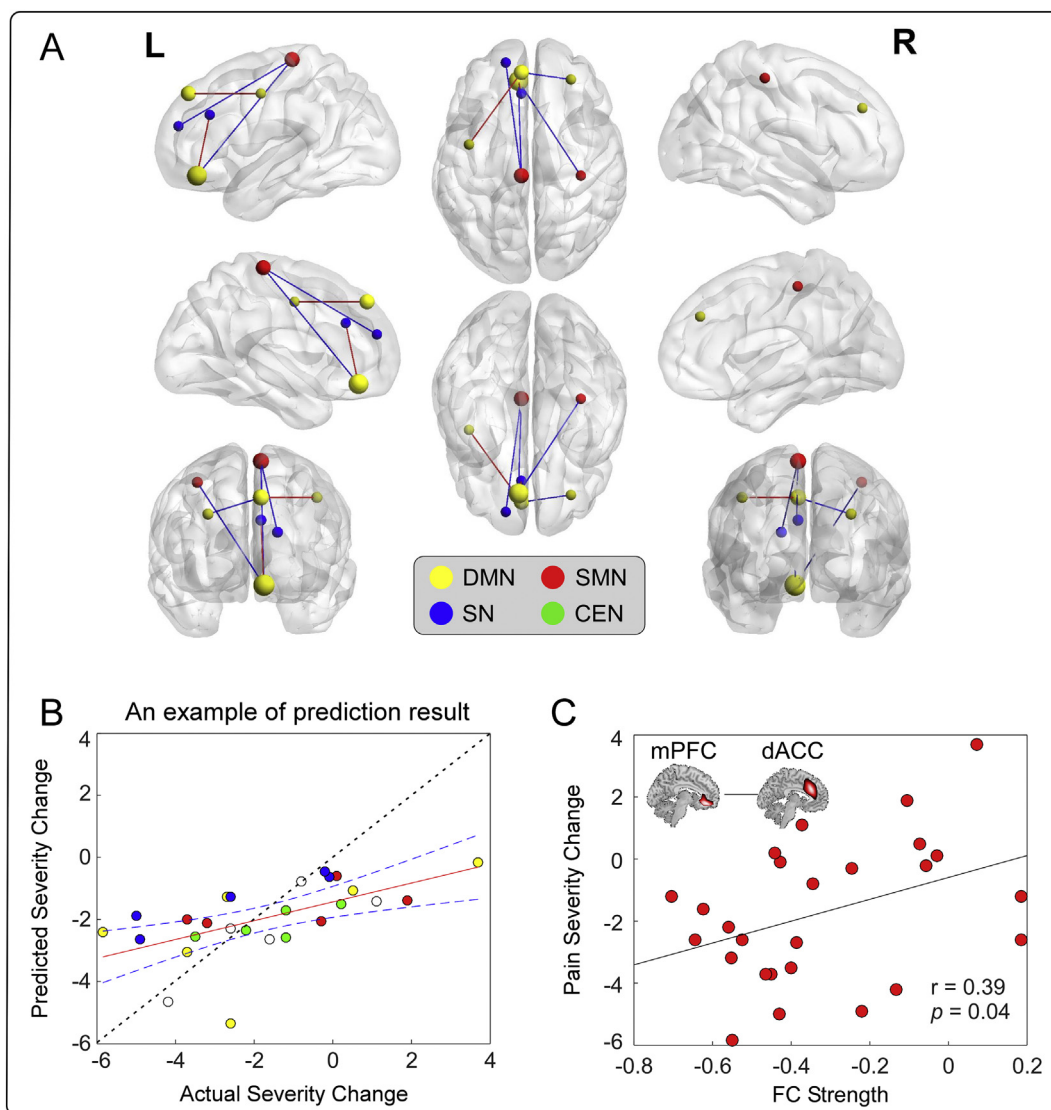 A
L
R
DMN
SMN
SN
CEN
B
An example of prediction result
Predicted Severity Change
4
2
0
-2
-4
-6
-6
-4
-2
0
2
4
Actual Severity Change
C
Pain Severity Change
4
2
0
-2
-4
-6
mPFC
dACC
r = 0.39
p = 0.04
-0.8
-0.6
-0.4
-0.2
0
0.2
FC Strength